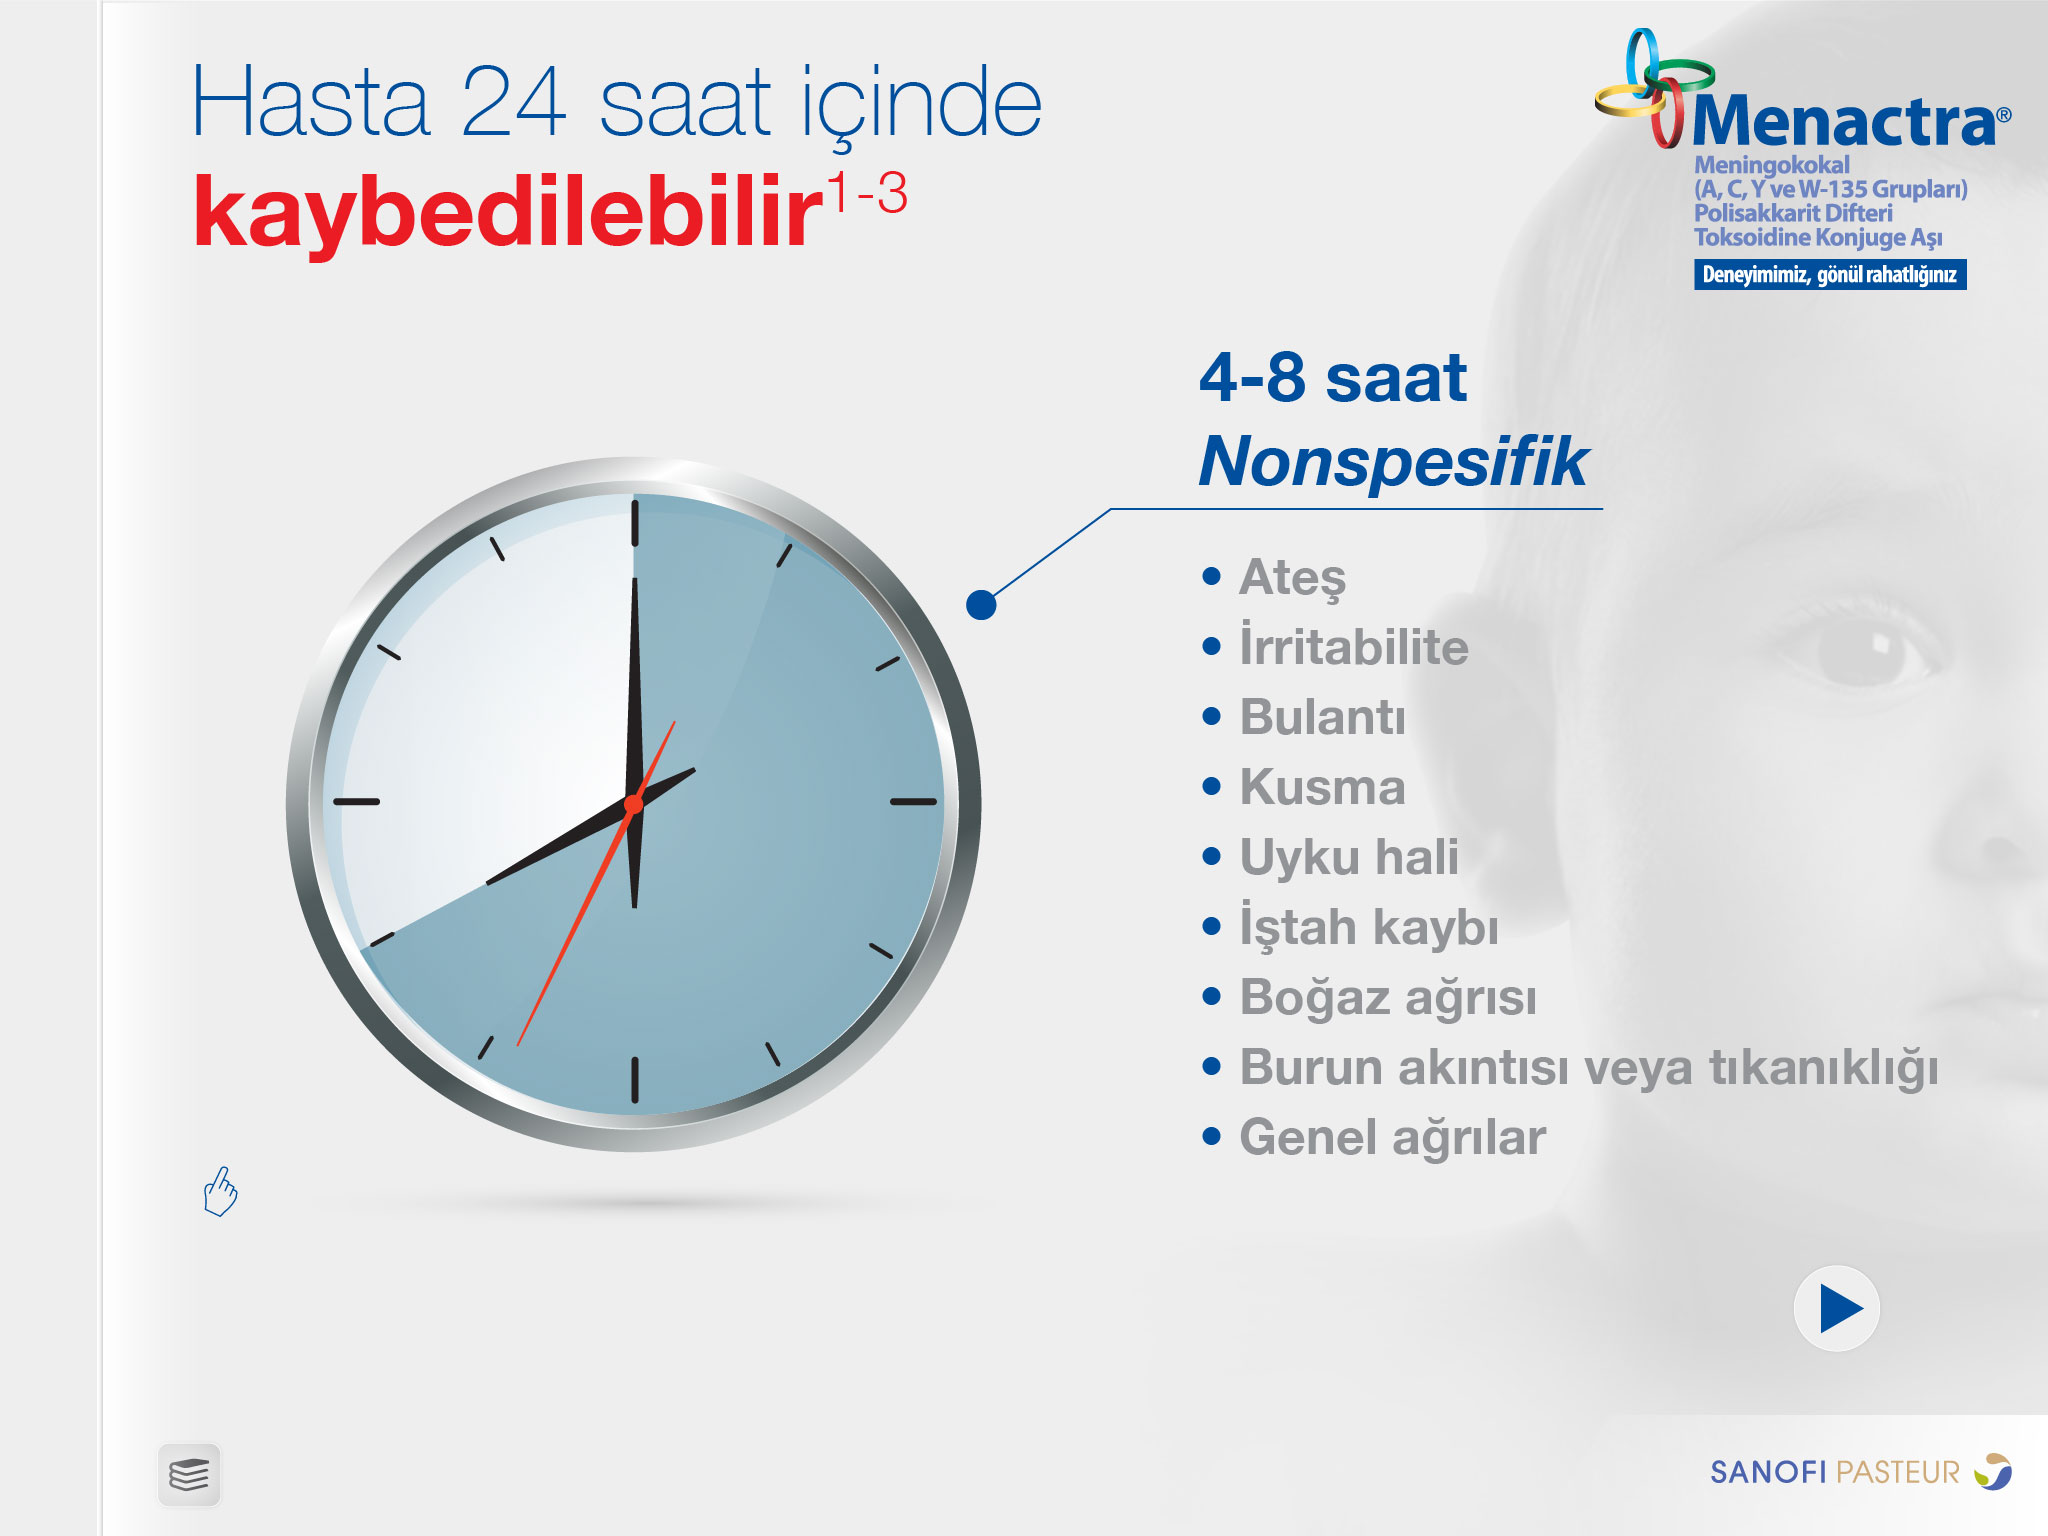 Hasta 24 saat içinde
kaybedilebilir1-3
Menactra®
Meningokokal
(A, C, Y ve W-135 Grupları)
Polisakkarit Difteri
Toksoidine Konjuge Aşı
Deneyimimiz, gönül rahatlığınız
4-8 saat
Nonspesifik
• Ateş
• İrritabilite
• Bulantı
• Kusma
• Uyku hali
• İştah kaybı
• Boğaz ağrısı
• Burun akıntısı veya tıkanıklığı
• Genel ağrılar
SANOFI PASTEUR